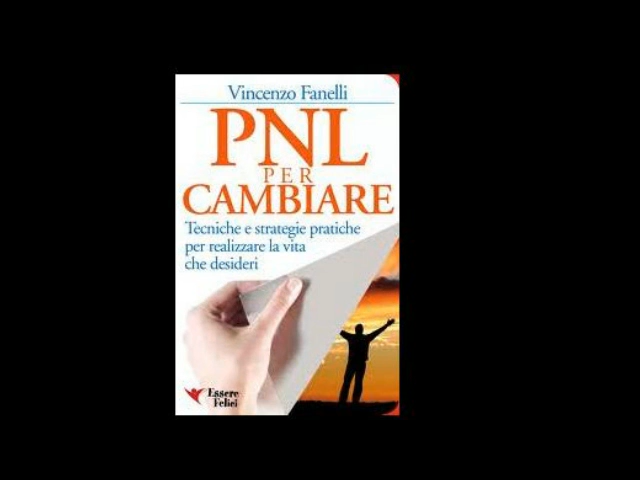 Vincenzo Fanelli
PNL
PER
CAMBIARE
Tecniche e strategie pratiche
per realizzare la vita
che desideri
Essere
Felici